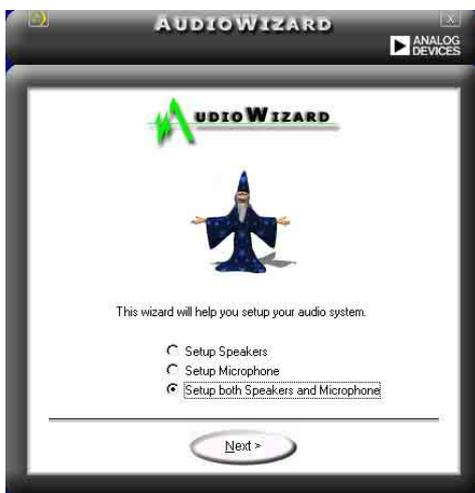 AUDIOWIZARD
X
ANALOG
DEVICES
AUDIOWIZARD
This wizard will help you setup your audio system.
Setup Speakers
Setup Microphone
Setup both Speakers and Microphone
Next >